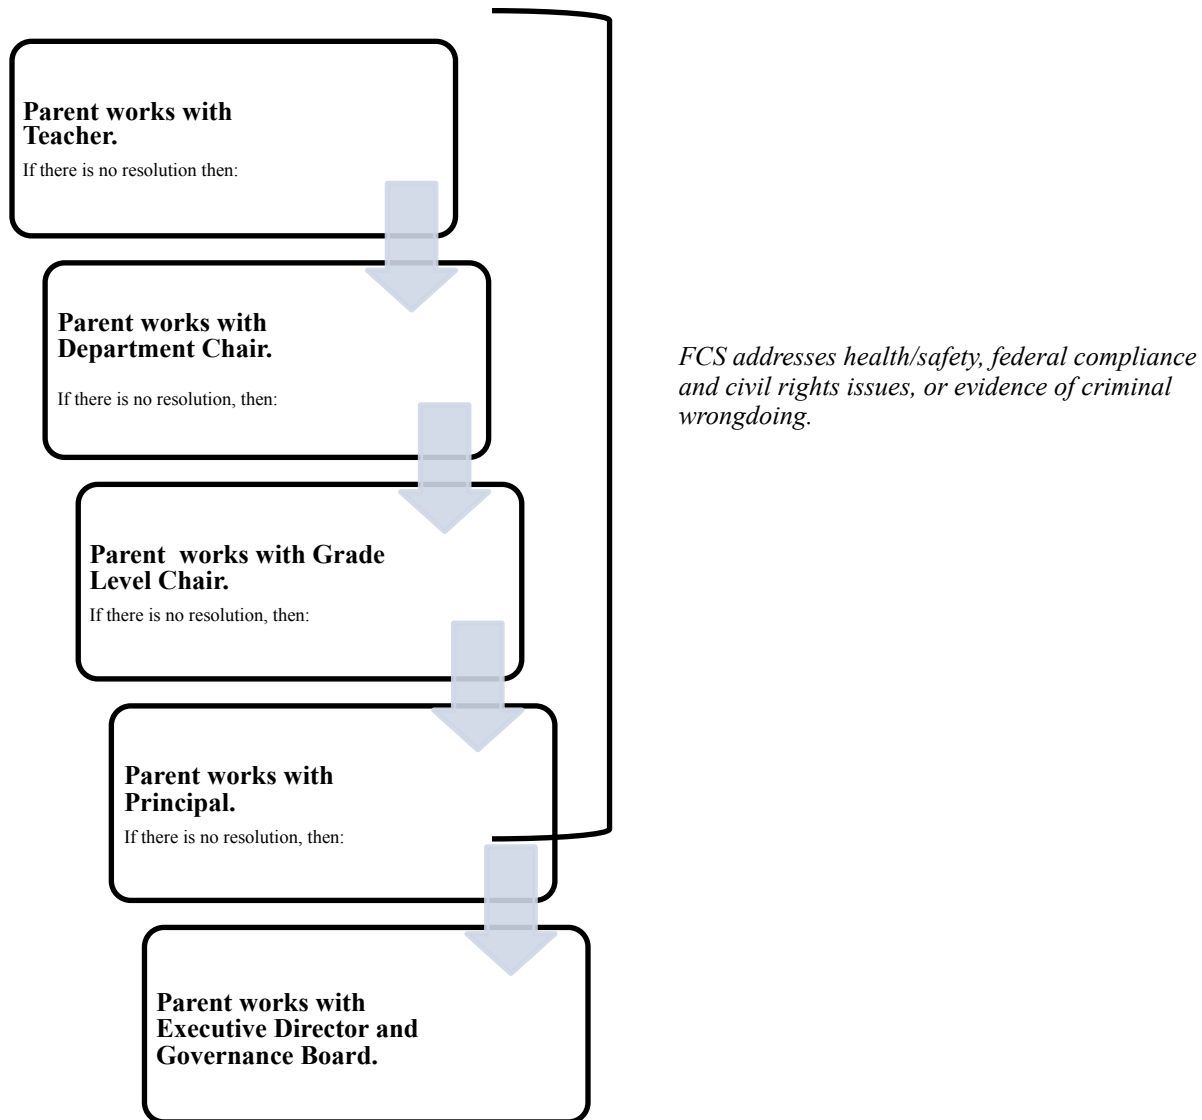 Parent works with
Teacher.
If there is no resolution then:
Parent works with
Department Chair.
If there is no resolution, then:
Parent  works with Grade
Level Chair.
If there is no resolution, then:
Parent works with
Principal.
If there is no resolution, then:
Parent works with
Executive Director and
Governance Board.
FCS addresses health/safety, federal compliance
and civil rights issues, or evidence of criminal
wrongdoing.